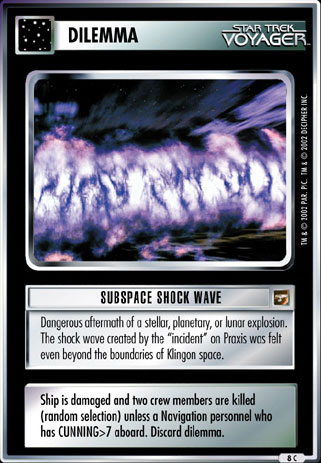 DILEMMA
STAR TREK
VOYAGER™
TM & © 2002 PAR. P.C. TM & © 2002 DECIPHER INC.
SUBSPACE SHOCK WAVE
Dangerous aftermath of a stellar, planetary, or lunar explosion.
The shock wave created by the “incident” on Praxis was felt
even beyond the boundaries of Klingon space.
Ship is damaged and two crew members are killed
(random selection) unless a Navigation personnel who
has CUNNING>7 aboard. Discard dilemma.
8 C